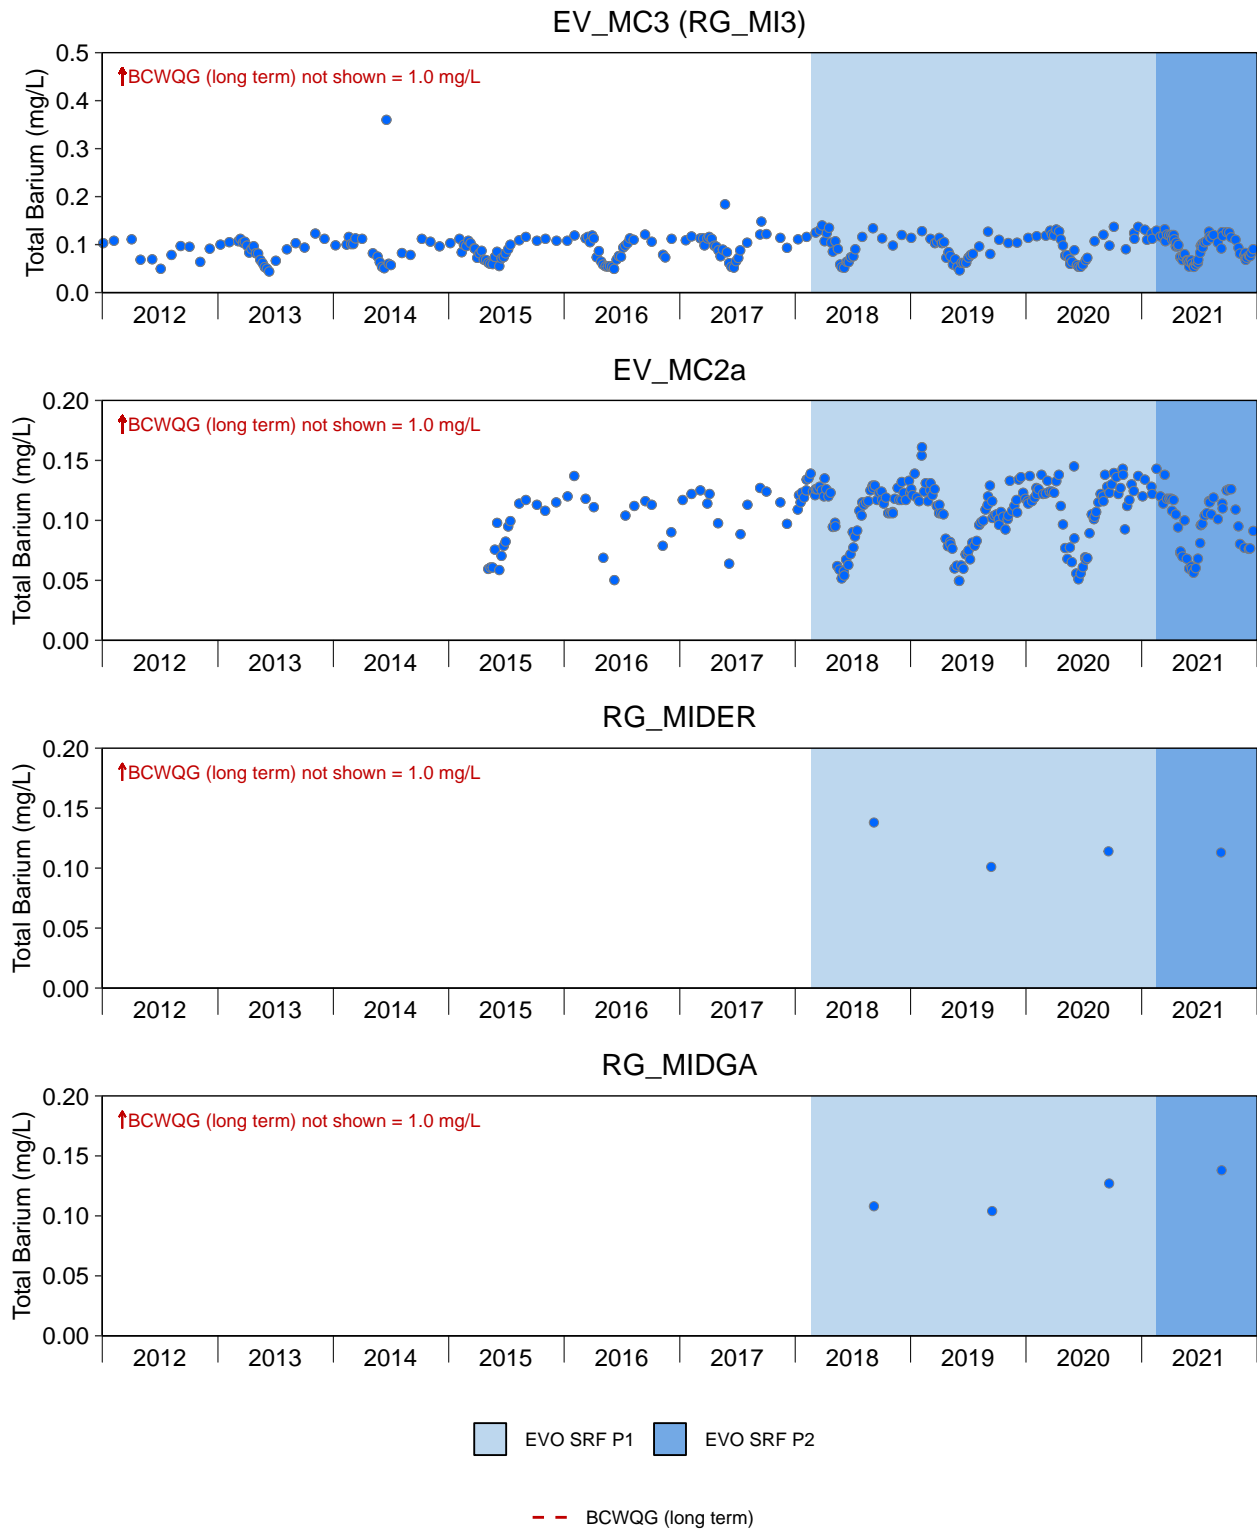 EV_MC3 (RG_MI3)
Total Barium (mg/L)
0.5
0.4
0.3
0.2
0.1
0.0
↑BCWQG (long term) not shown = 1.0 mg/L
2012 2013 2014 2015 2016 2017 2018 2019 2020 2021
EV_MC2a
Total Barium (mg/L)
0.20
0.15
0.10
0.05
0.00
↑BCWQG (long term) not shown = 1.0 mg/L
2012 2013 2014 2015 2016 2017 2018 2019 2020 2021
RG_MIDER
Total Barium (mg/L)
0.20
0.15
0.10
0.05
0.00
↑BCWQG (long term) not shown = 1.0 mg/L
2012 2013 2014 2015 2016 2017 2018 2019 2020 2021
RG_MIDGA
Total Barium (mg/L)
0.20
0.15
0.10
0.05
0.00
↑BCWQG (long term) not shown = 1.0 mg/L
2012 2013 2014 2015 2016 2017 2018 2019 2020 2021
EVO SRF P1 EVO SRF P2
BCWQG (long term)